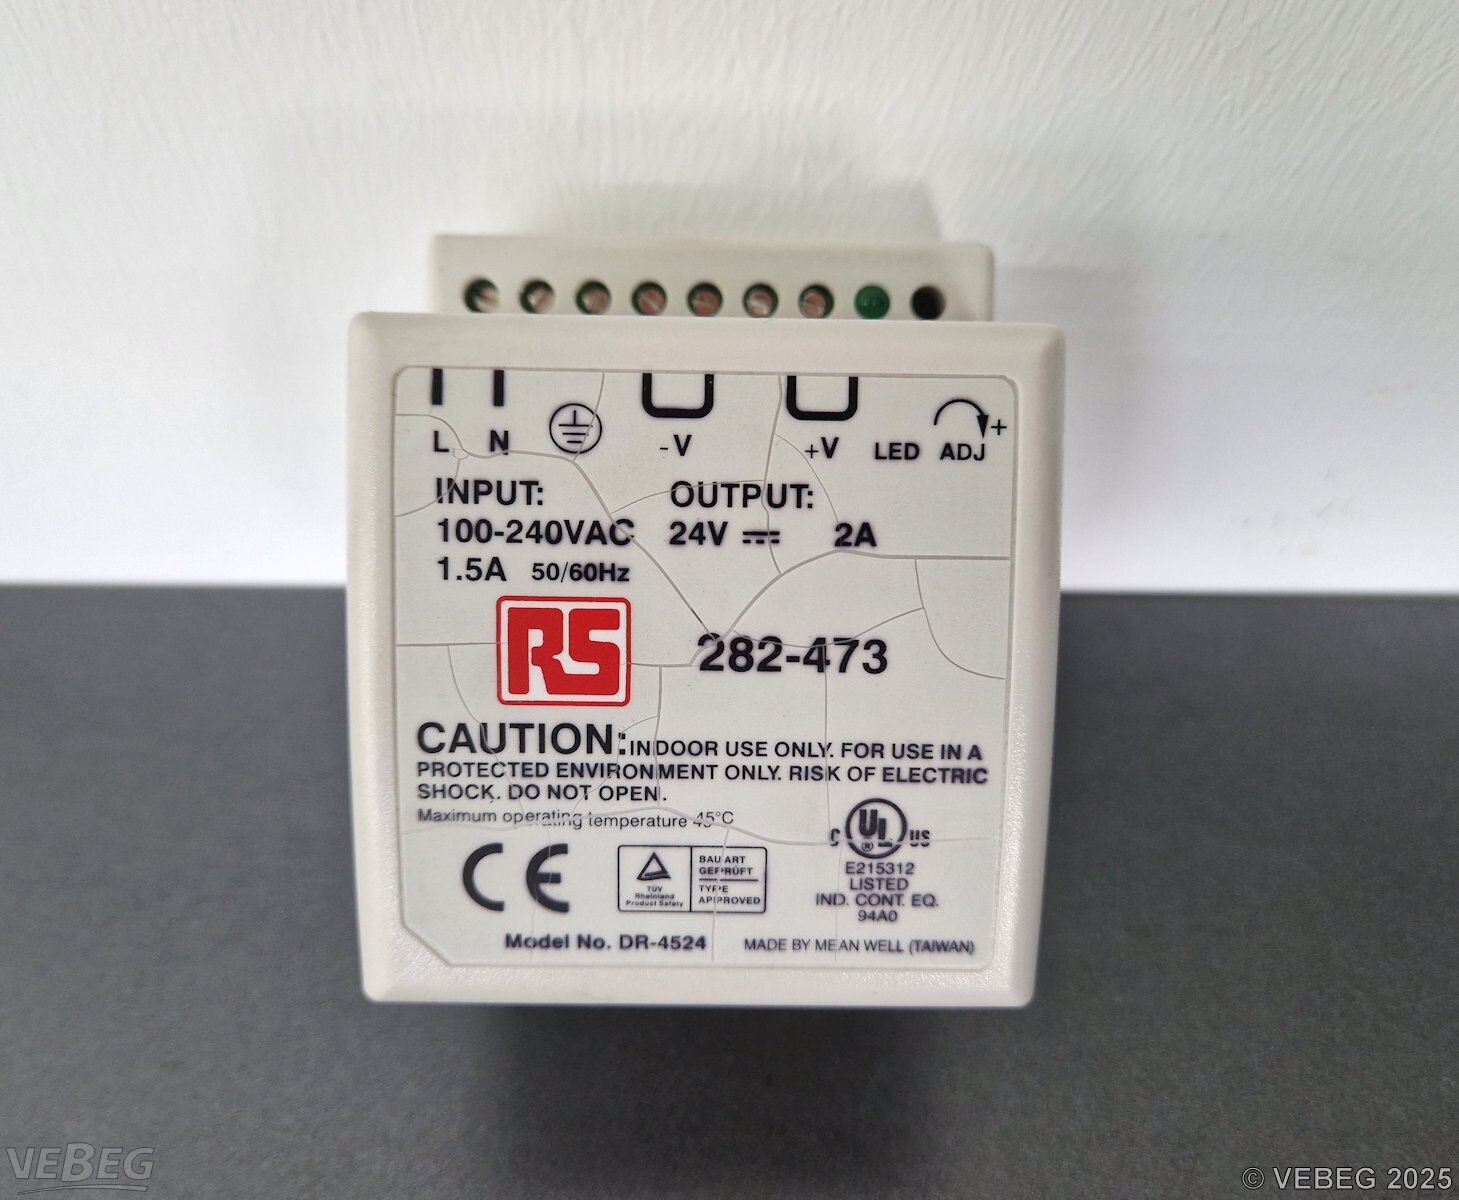 L N -V +V LED ADJ +
INPUT: OUTPUT:
100-240VAC 24V 2A
1.5A 50/60Hz
RS 282-473
CAUTION: INDOOR USE ONLY. FOR USE IN A
PROTECTED ENVIRONMENT ONLY. RISK OF ELECTRIC
SHOCK. DO NOT OPEN.
Maximum operating temperature 45°C
CE
TÜV
Rheinland
Product Safety
BAUART
GEPRÜFT
TYPE
APPROVED
C UL ® US
E215312
LISTED
IND. CONT. EQ.
94A0
Model No. DR-4524 MADE BY MEAN WELL (TAIWAN)
VEBEG
© VEBEG 2025